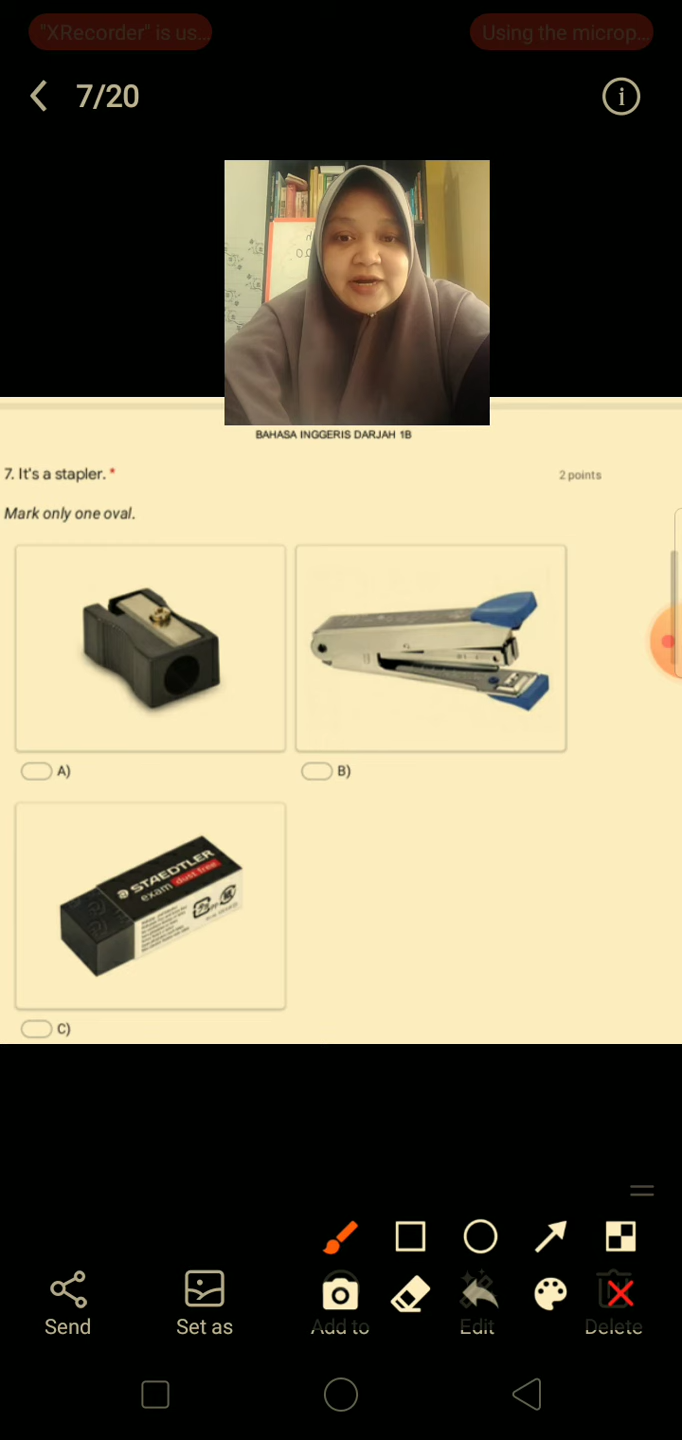 "XRecorder" is us...
Using the microp...
7/20
BAHASA INGGERIS DARJAH 1B
7. It's a stapler. *
2 points
Mark only one oval.
A)
B)
STAEDTLER
exam dust free
C)
Send
Set as
Add to
Edit
Delete